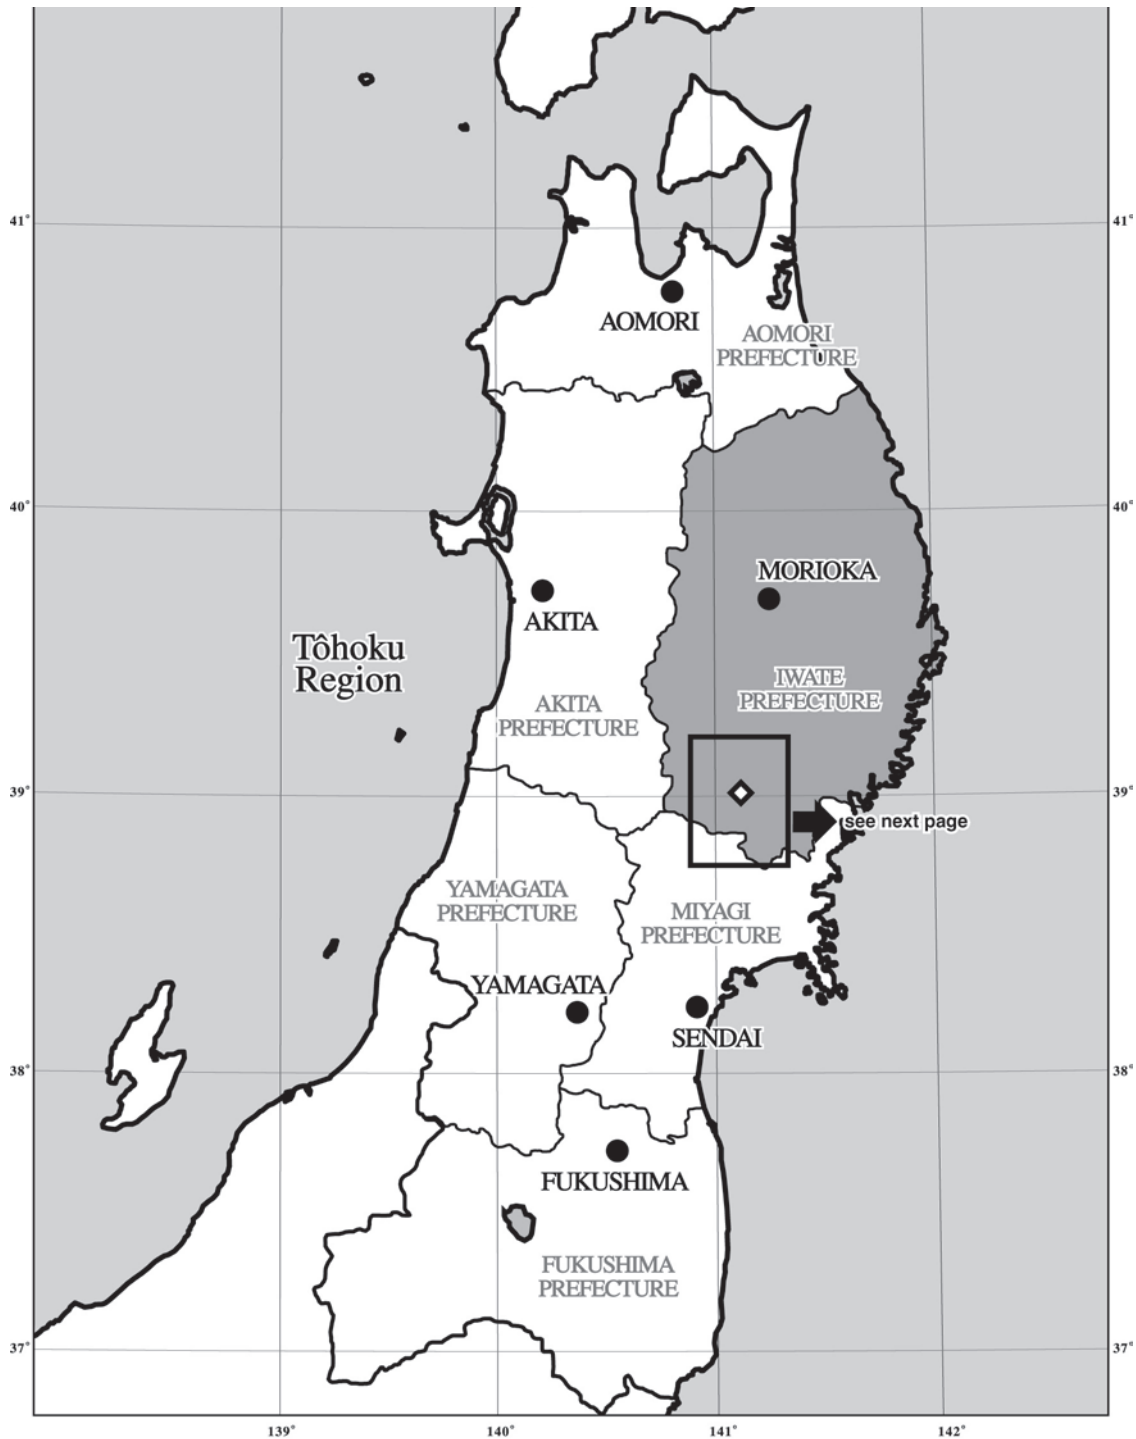 41°
41°
AOMORI
AOMORI
PREFECTURE
40°
40°
MORIOKA
AKITA
Tôhoku
Region
IWATE
PREFECTURE
AKITA
PREFECTURE
39°
39°
see next page
YAMAGATA
PREFECTURE
MIYAGI
PREFECTURE
YAMAGATA
SENDAI
38°
38°
FUKUSHIMA
FUKUSHIMA
PREFECTURE
37°
37°
139°
140°
141°
142°